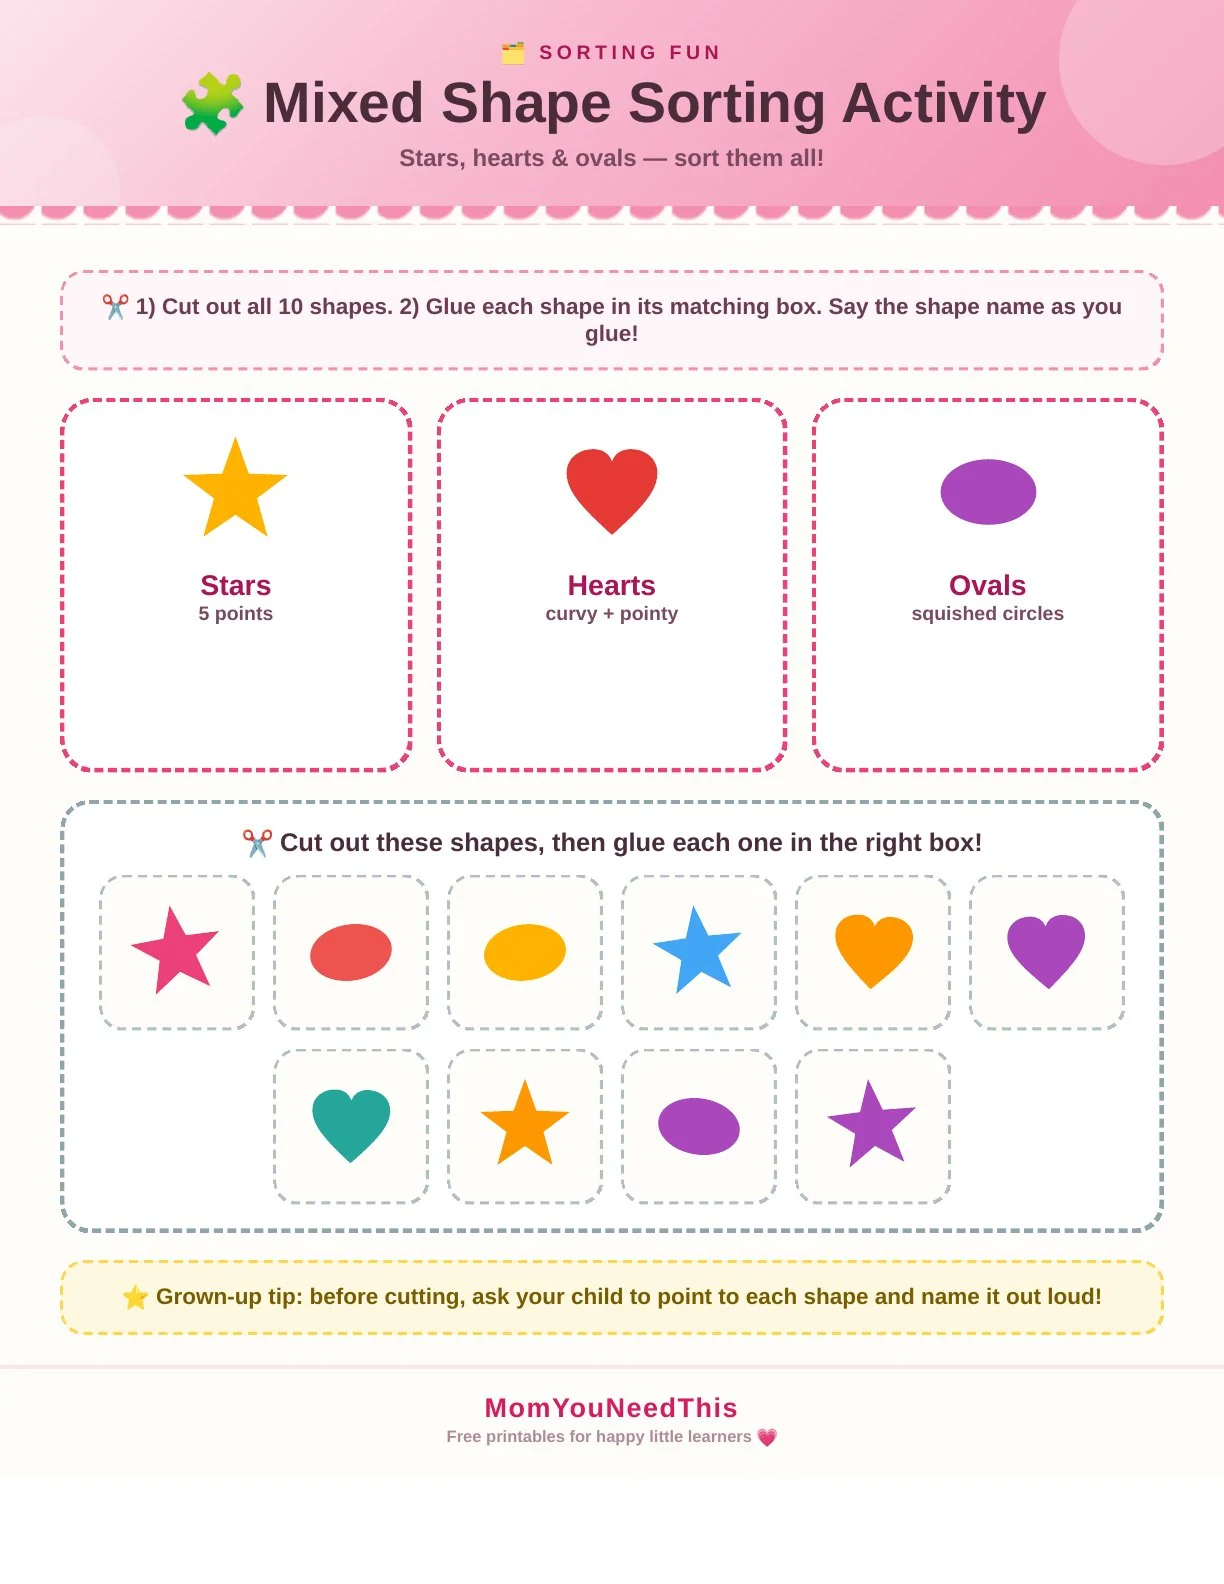 🗂️ SORTING FUN
🧩 Mixed Shape Sorting Activity
Stars, hearts & ovals — sort them all!
✂️ 1) Cut out all 10 shapes. 2) Glue each shape in its matching box. Say the shape name as you
glue!
Stars
5 points
Hearts
curvy + pointy
Ovals
squished circles
✂️ Cut out these shapes, then glue each one in the right box!
⭐ Grown-up tip: before cutting, ask your child to point to each shape and name it out loud!
MomYouNeedThis
Free printables for happy little learners 💗